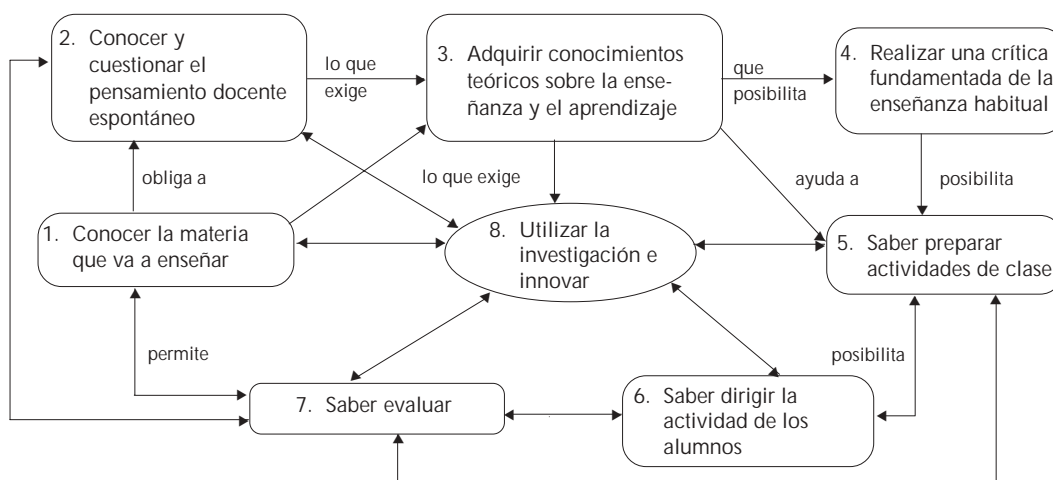 2. Conocer y
cuestionar el
pensamiento docente
espontáneo
lo que
exige
3. Adquirir conocimientos
teóricos sobre la ense-
ñanza y el aprendizaje
que
posibilita
4. Realizar una crítica
fundamentada de la
enseñanza habitual
obliga a
lo que exige
ayuda a
posibilita
1. Conocer la materia
que va a enseñar
8. Utilizar la
investigación e
innovar
5. Saber preparar
actividades de clase
permite
posibilita
7. Saber evaluar
6. Saber dirigir la
actividad de los
alumnos